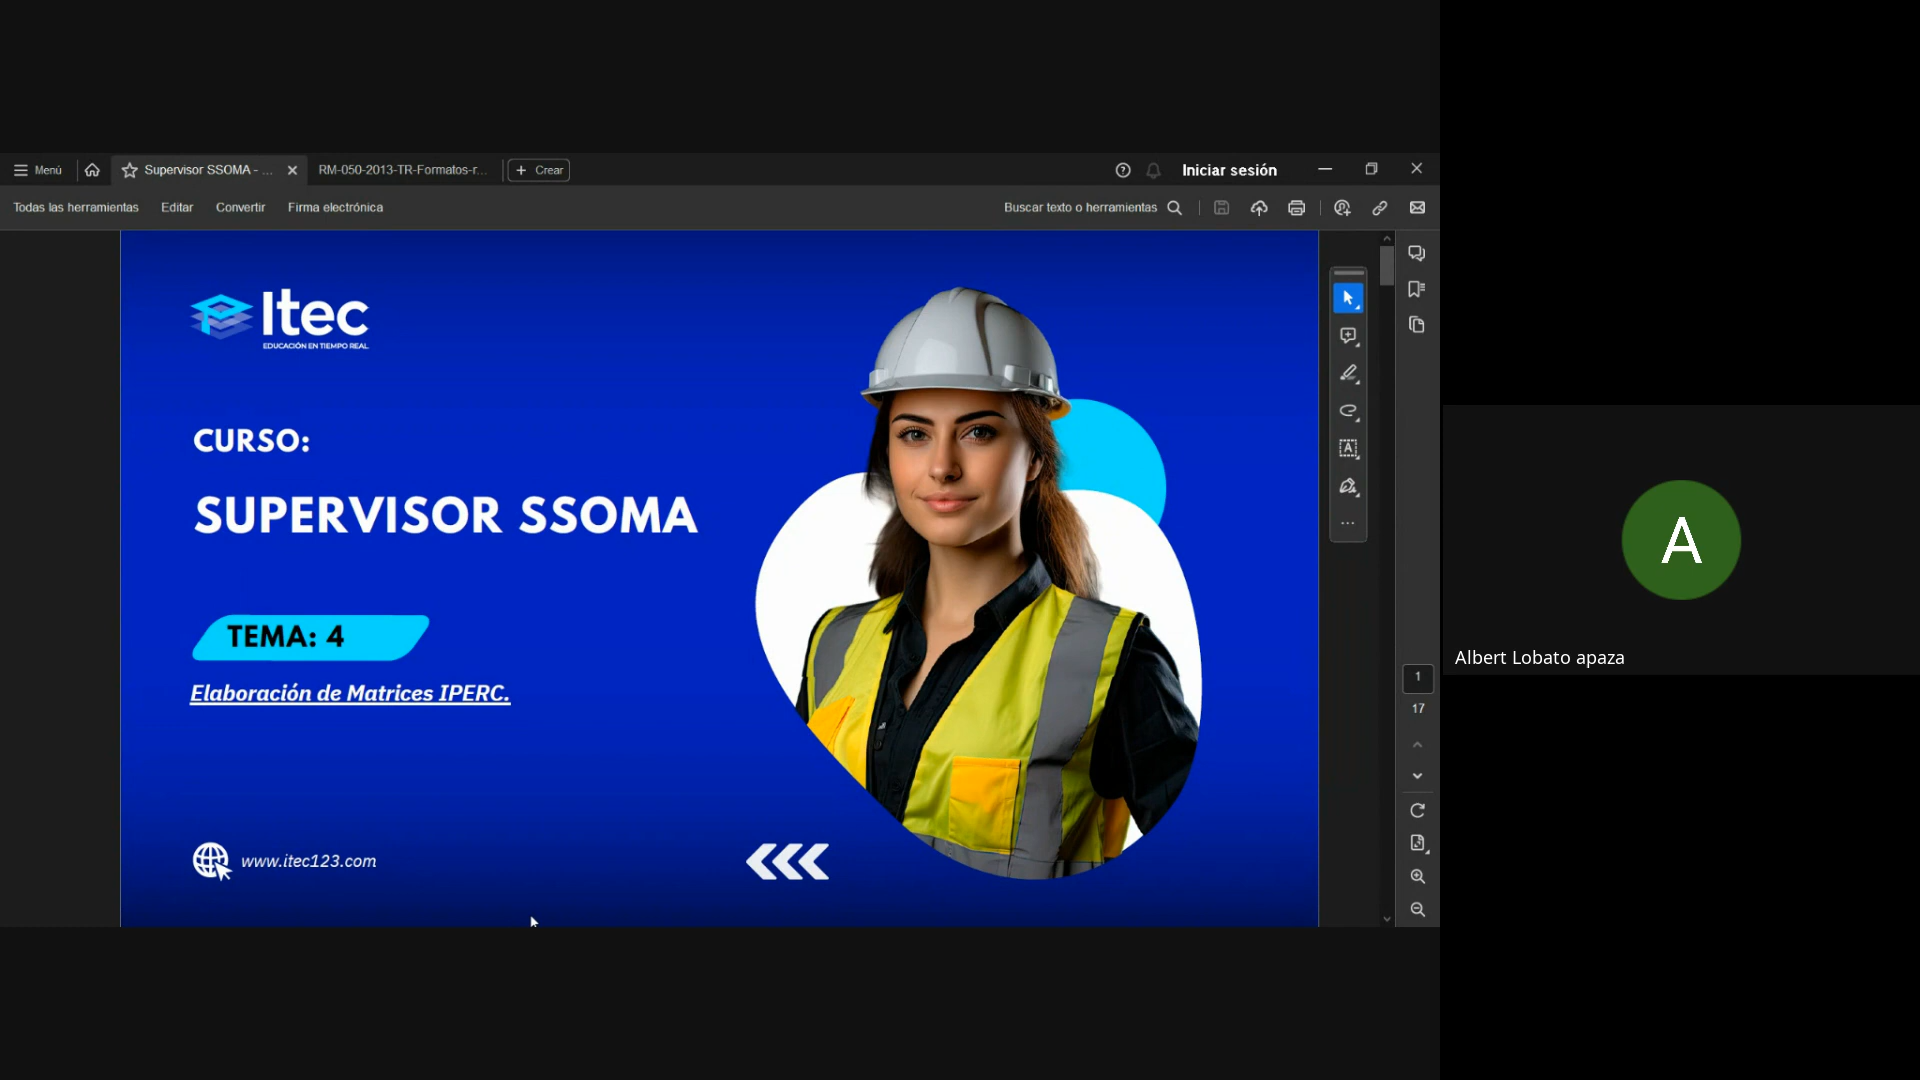 Menú
Supervisor SSOMA - ...
RM-050-2013-TR-Formatos-r...
Crear
Iniciar sesión
Todas las herramientas
Editar
Convertir
Firma electrónica
Buscar texto o herramientas
Itec
EDUCACIÓN EN TIEMPO REAL
CURSO:
SUPERVISOR SSOMA
TEMA: 4
Elaboración de Matrices IPERC.
www.itec123.com
1
17
A
Albert Lobato apaza